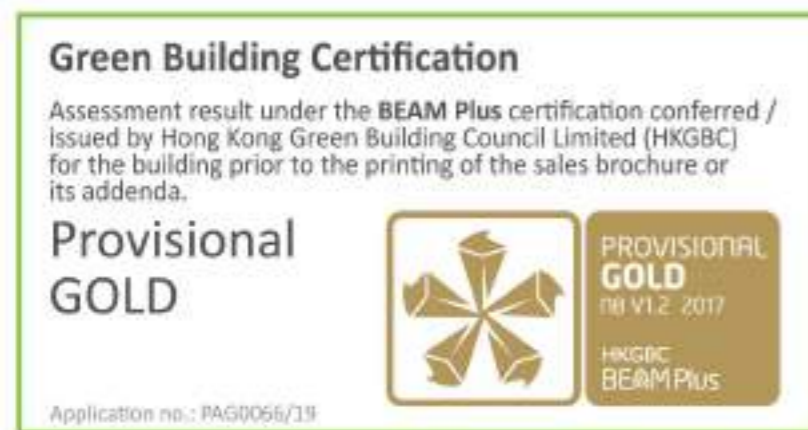 Green Building Certification
Assessment result under the BEAM Plus certification conferred /
issued by Hong Kong Green Building Council Limited (HKGBC)
for the building prior to the printing of the sales brochure or
its addenda.
Provisional
GOLD
PROVISIONAL
GOLD
NB V1.2 2017
HKGBC
BEAM Plus
Application no.: PAG0066/19